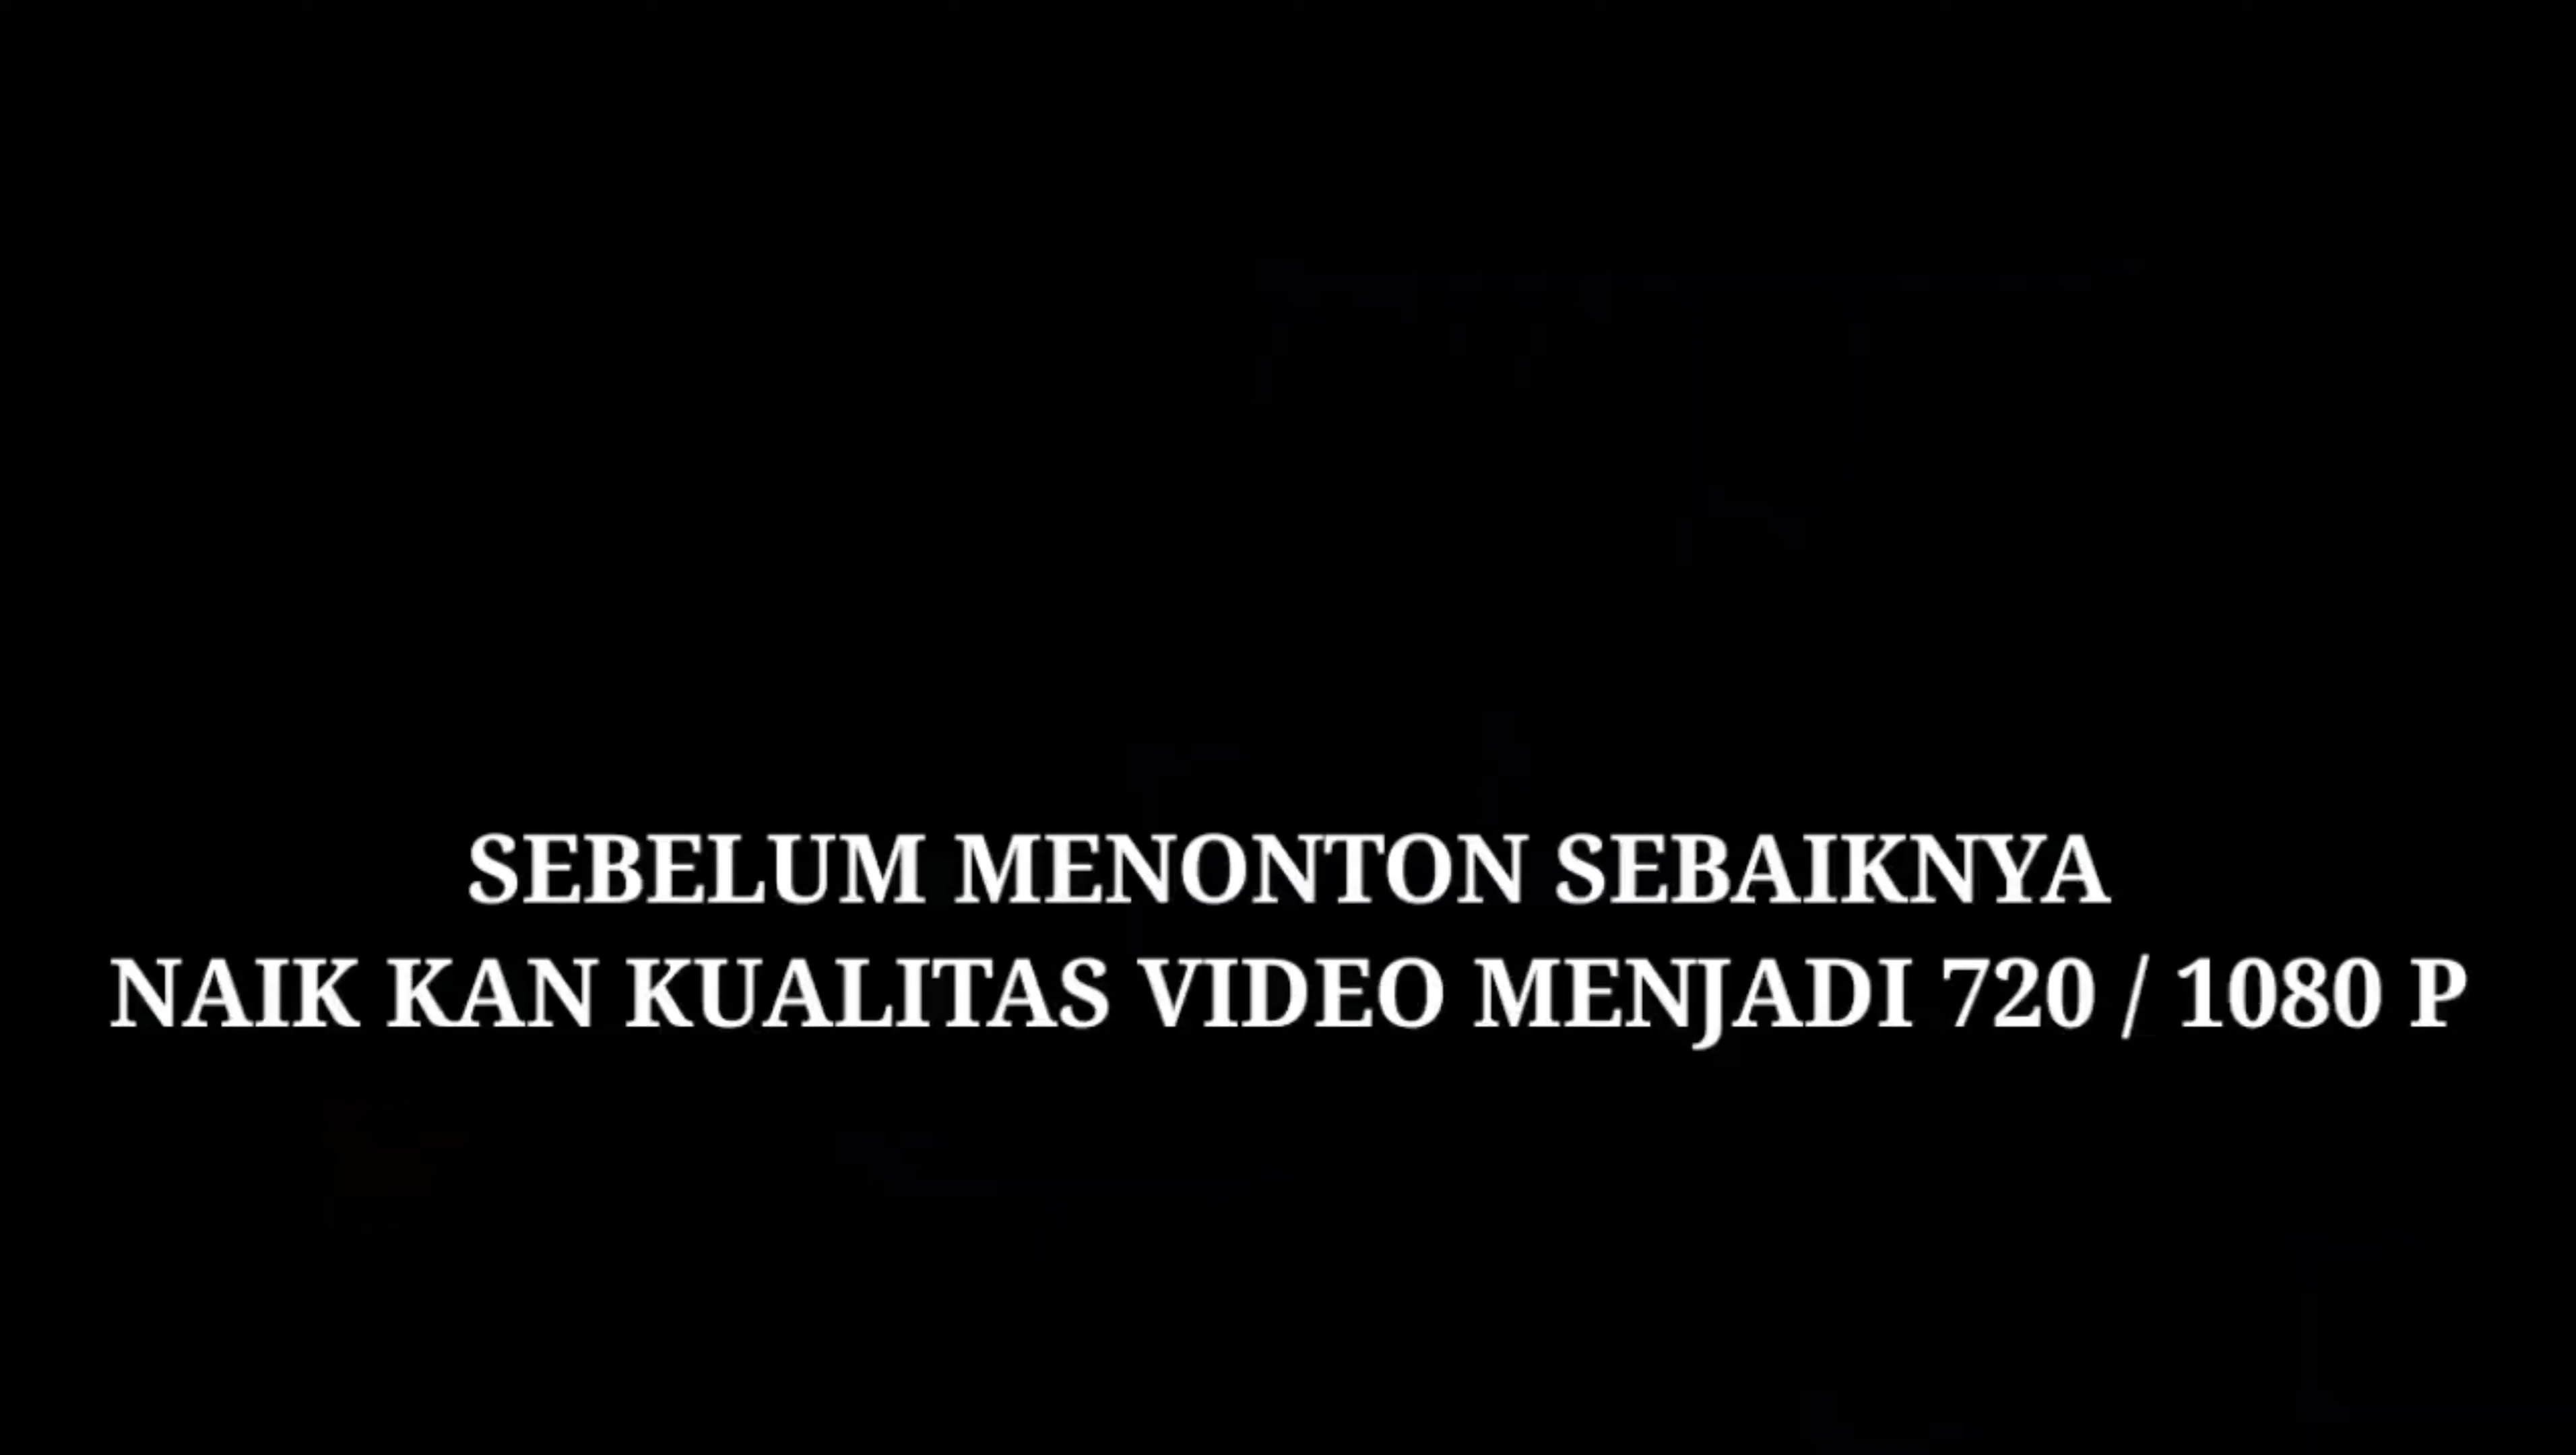 SEBELUM MENONTON SEBAIKNYA
NAIK KAN KUALITAS VIDEO MENJADI 720 / 1080 P